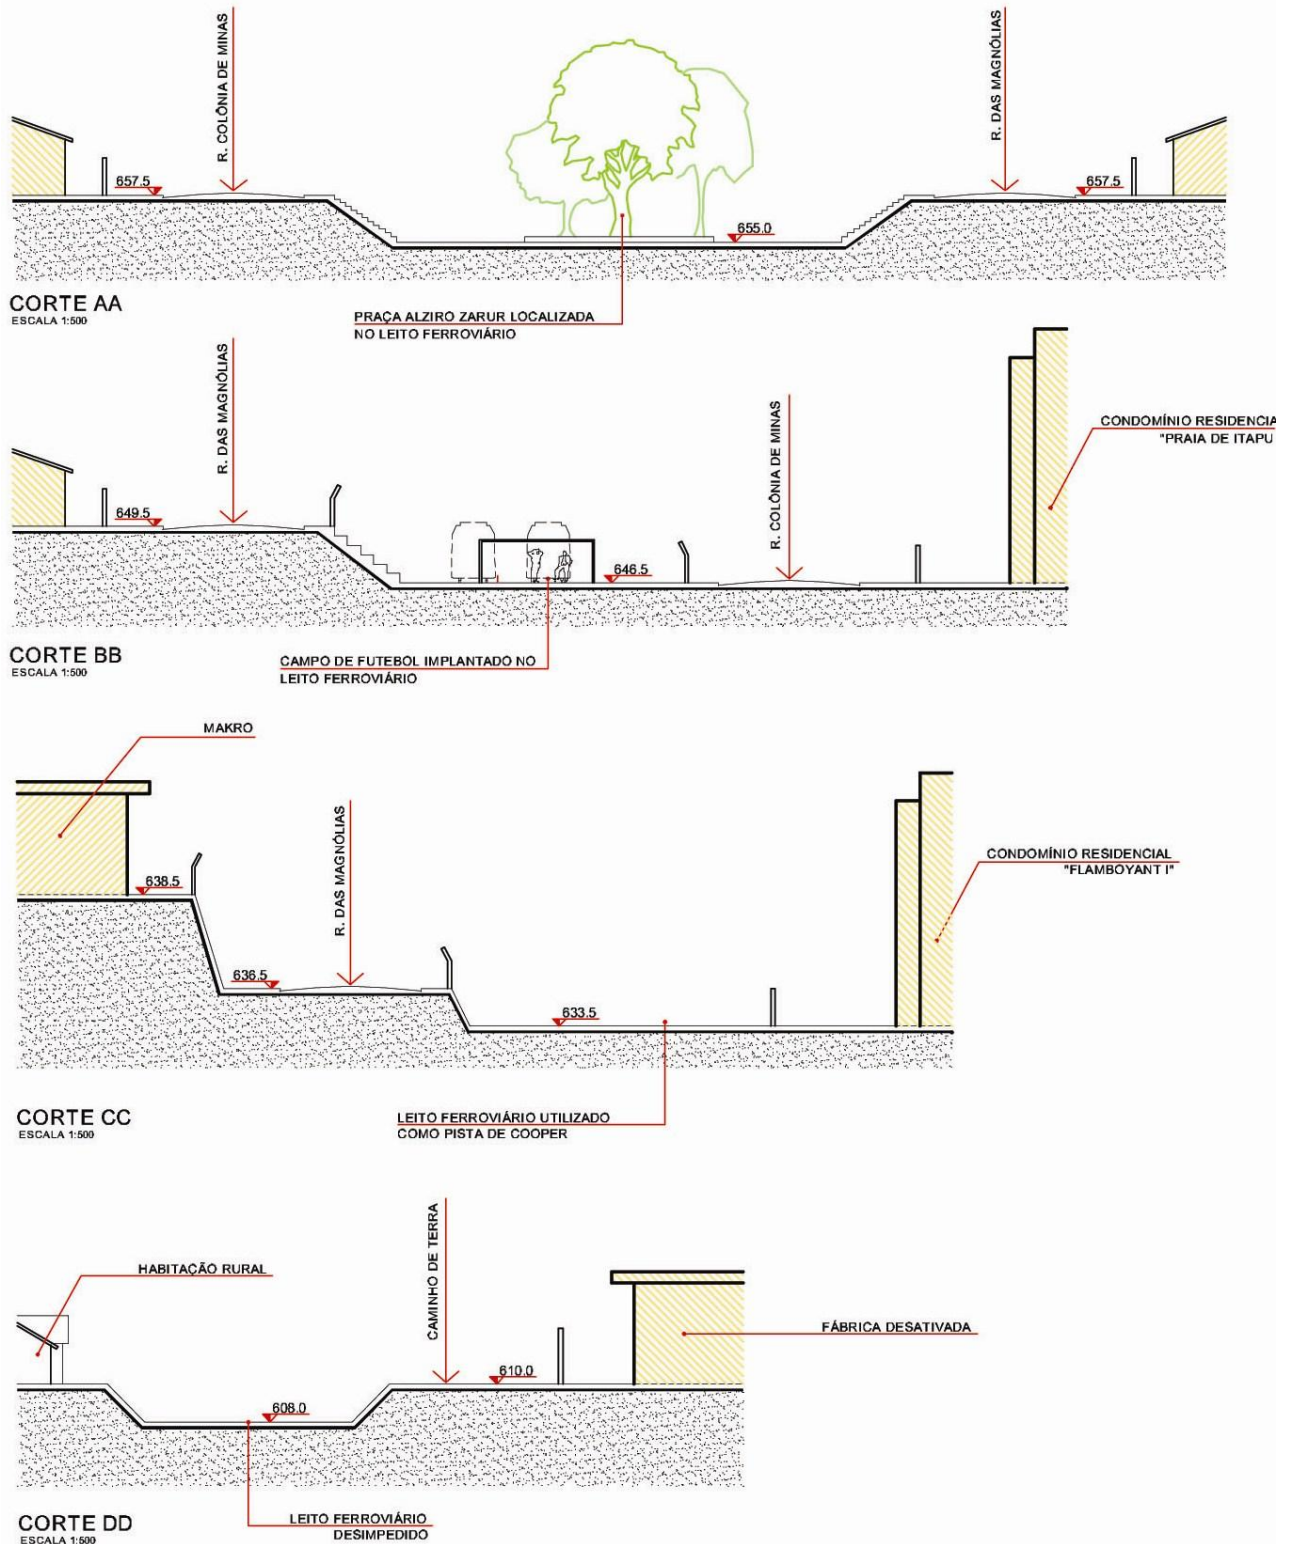 R. COLÔNIA DE MINAS
R. DAS MAGNÓLIAS
657.5
657.5
655.0
CORTE AA
ESCALA 1:500
PRAÇA ALZIRO ZARUR LOCALIZADA
NO LEITO FERROVIÁRIO
R. DAS MAGNÓLIAS
R. COLÔNIA DE MINAS
CONDOMÍNIO RESIDENCIA
"PRAIA DE ITAPU
649.5
646.5
CORTE BB
ESCALA 1:500
CAMPO DE FUTEBOL IMPLANTADO NO
LEITO FERROVIÁRIO
MAKRO
R. DAS MAGNÓLIAS
CONDOMÍNIO RESIDENCIAL
"FLAMBOYANT I"
638.5
636.5
633.5
CORTE CC
ESCALA 1:500
LEITO FERROVIÁRIO UTILIZADO
COMO PISTA DE COOPER
CAMINHO DE TERRA
HABITAÇÃO RURAL
FÁBRICA DESATIVADA
610.0
608.0
CORTE DD
ESCALA 1:500
LEITO FERROVIÁRIO
DESIMPEDIDO